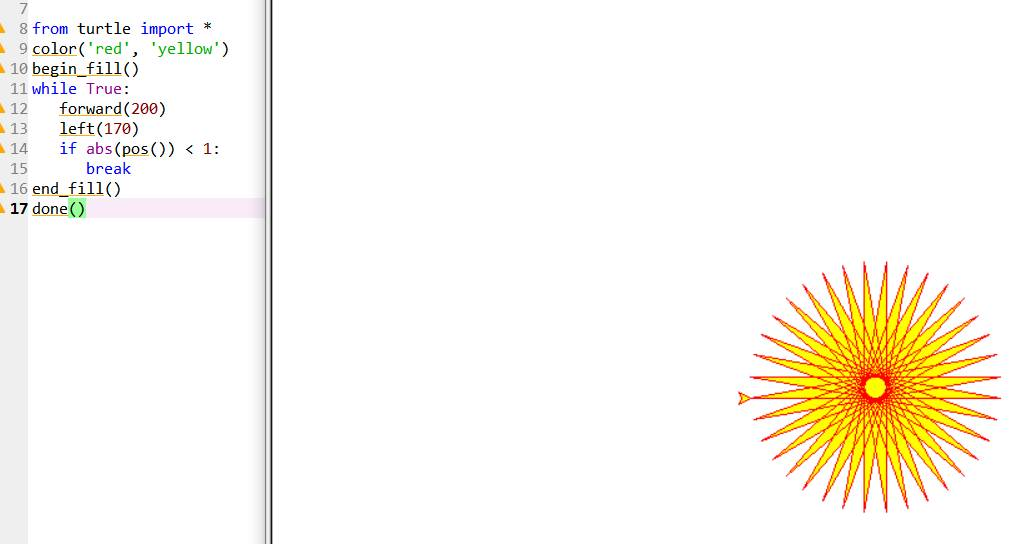 7
8 from turtle import *
9 color('red', 'yellow')
10 begin_fill()
11 while True:
12    forward(200)
13    left(170)
14    if abs(pos()) < 1:
15       break
16 end_fill()
17 done()